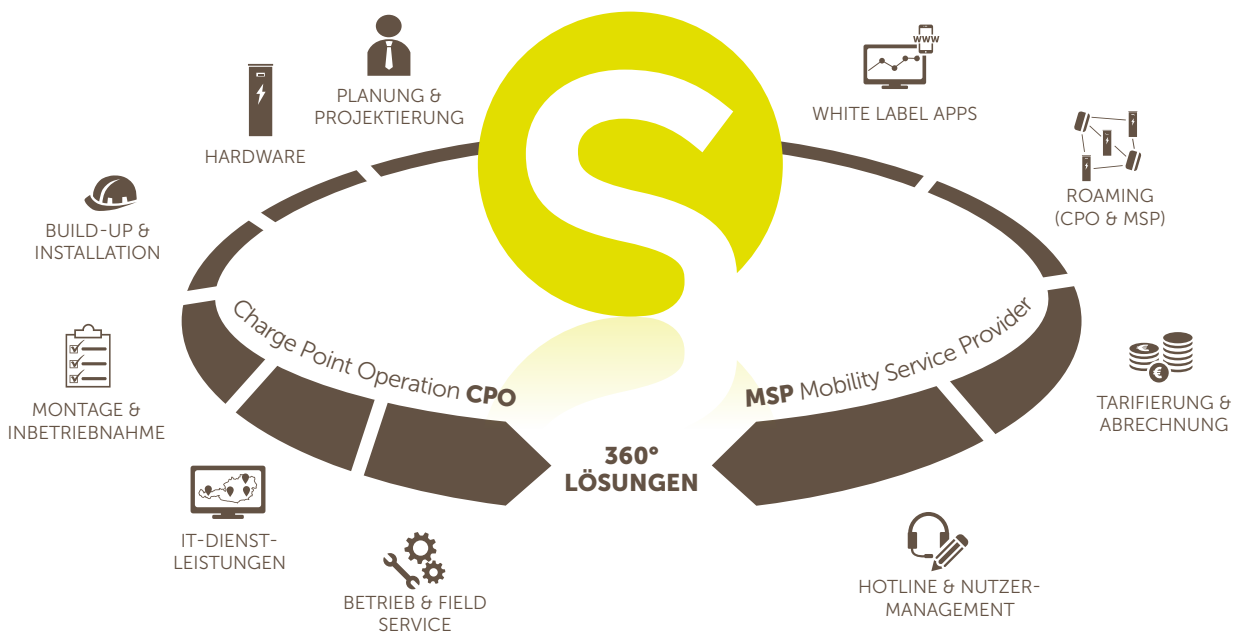 PLANUNG &
PROJEKTIERUNG
HARDWARE
BUILD-UP &
INSTALLATION
MONTAGE &
INBETRIEBNAHME
IT-DIENST-
LEISTUNGEN
BETRIEB & FIELD
SERVICE
Charge Point Operation CPO
360°
LÖSUNGEN
MSP Mobility Service Provider
WWW
WHITE LABEL APPS
ROAMING
(CPO & MSP)
TARIFIERUNG &
ABRECHNUNG
HOTLINE & NUTZER-
MANAGEMENT
S